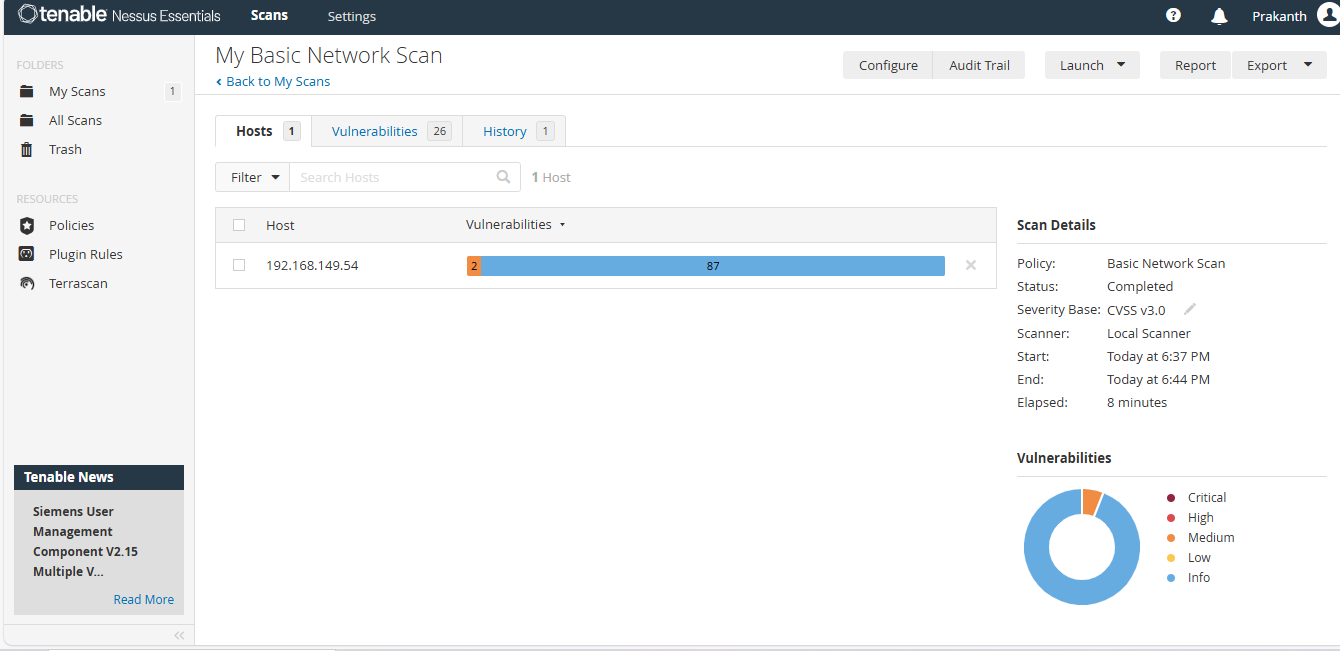 tenable Nessus Essentials Scans Settings Prakanth
FOLDERS
My Scans 1
All Scans
Trash
RESOURCES
Policies
Plugin Rules
Terrascan
Tenable News
Siemens User
Management
Component V2.15
Multiple V...
Read More
My Basic Network Scan
Back to My Scans
Configure Audit Trail Launch Report Export
Hosts 1 Vulnerabilities 26 History 1
Filter Search Hosts 1 Host
Host Vulnerabilities
192.168.149.54 2 87
Scan Details
Policy: Basic Network Scan
Status: Completed
Severity Base: CVSS v3.0
Scanner: Local Scanner
Start: Today at 6:37 PM
End: Today at 6:44 PM
Elapsed: 8 minutes
Vulnerabilities
Critical
High
Medium
Low
Info